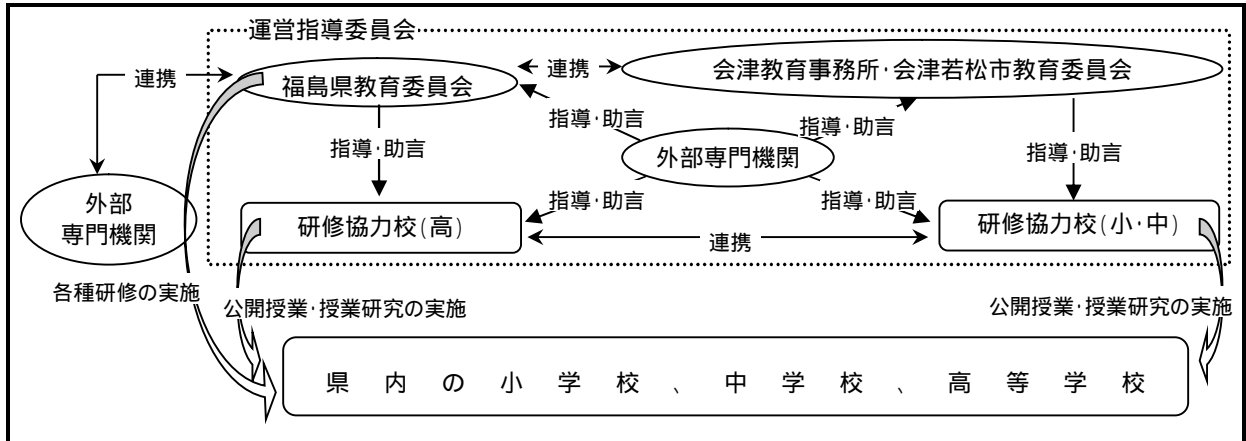 運営指導委員会
連携
福島県教育委員会
連携
会津教育事務所・会津若松市教育委員会
指導・助言
指導・助言
指導・助言
外部専門機関
指導・助言
外部
専門機関
指導・助言
指導・助言
研修協力校(高)
連携
研修協力校(小・中)
各種研修の実施
公開授業・授業研究の実施
公開授業・授業研究の実施
県内の小学校、中学校、高等学校